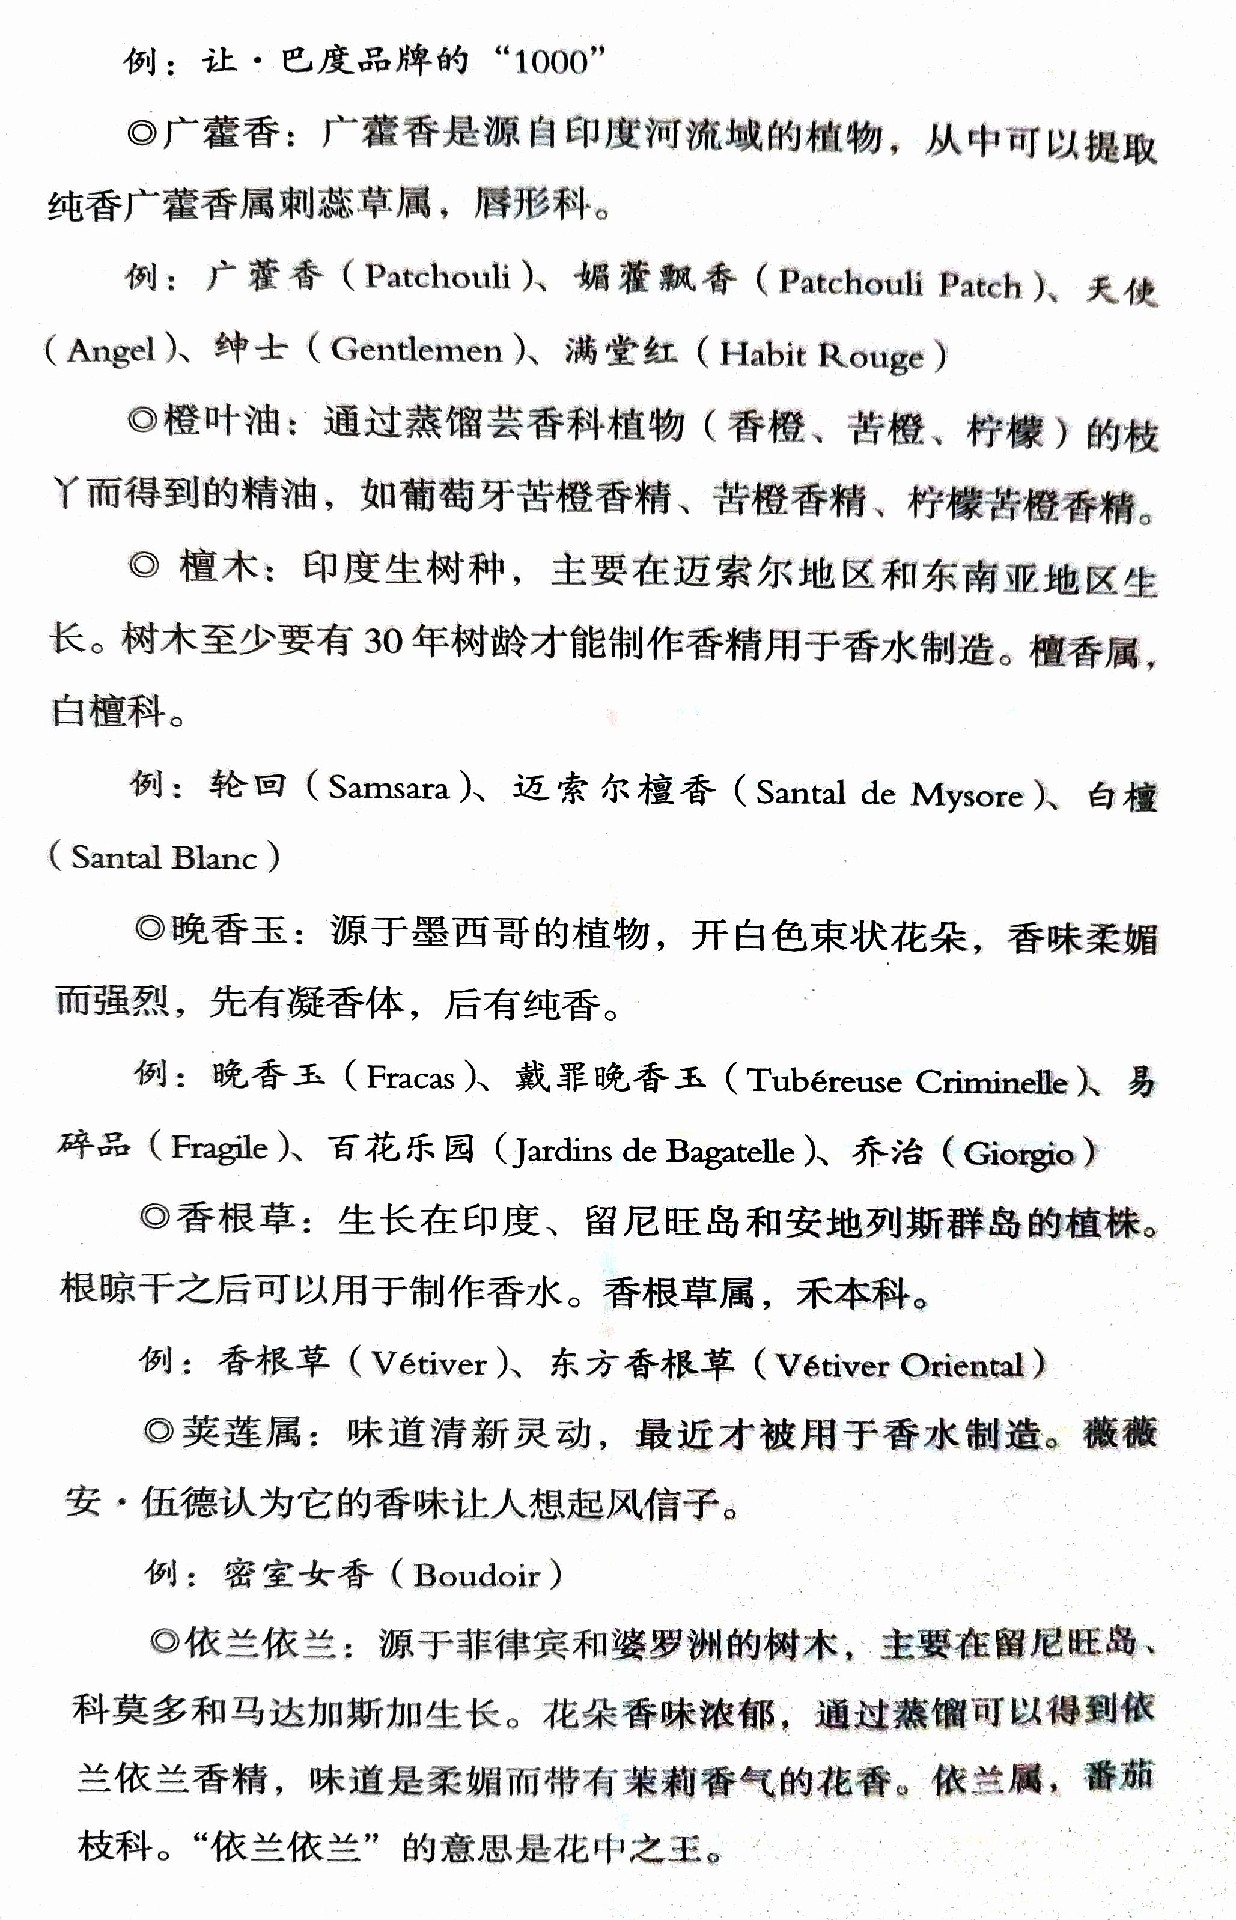 例：让·巴度品牌的“1000”
◎广藿香：广藿香是源自印度河流域的植物，从中可以提取
纯香广藿香属刺蕊草属，唇形科。
例：广藿香（Patchouli）、媚藿飘香（Patchouli Patch）、天使
（Angel）、绅士（Gentlemen）、满堂红（Habit Rouge）
◎橙叶油：通过蒸馏芸香科植物（香橙、苦橙、柠檬）的枝
丫而得到的精油，如葡萄牙苦橙香精、苦橙香精、柠檬苦橙香精。
◎ 檀木：印度生树种，主要在迈索尔地区和东南亚地区生
长。树木至少要有 30 年树龄才能制作香精用于香水制造。檀香属，
白檀科。
例：轮回（Samsara）、迈索尔檀香（Santal de Mysore）、白檀
（Santal Blanc）
◎晚香玉：源于墨西哥的植物，开白色束状花朵，香味柔媚
而强烈，先有凝香体，后有纯香。
例：晚香玉（Fracas）、戴罪晚香玉（Tubéreuse Criminelle）、易
碎品（Fragile）、百花乐园（Jardins de Bagatelle）、乔治（Giorgio）
◎香根草：生长在印度、留尼旺岛和安地列斯群岛的植株。
根晾干之后可以用于制作香水。香根草属，禾本科。
例：香根草（Vétiver）、东方香根草（Vétiver Oriental）
◎荚莲属：味道清新灵动，最近才被用于香水制造。薇薇
安·伍德认为它的香味让人想起风信子。
例：密室女香（Boudoir）
◎依兰依兰：源于菲律宾和婆罗洲的树木，主要在留尼旺岛、
科莫多和马达加斯加生长。花朵香味浓郁，通过蒸馏可以得到依
兰依兰香精，味道是柔媚而带有茉莉香气的花香。依兰属，番茄
枝科。“依兰依兰”的意思是花中之王。